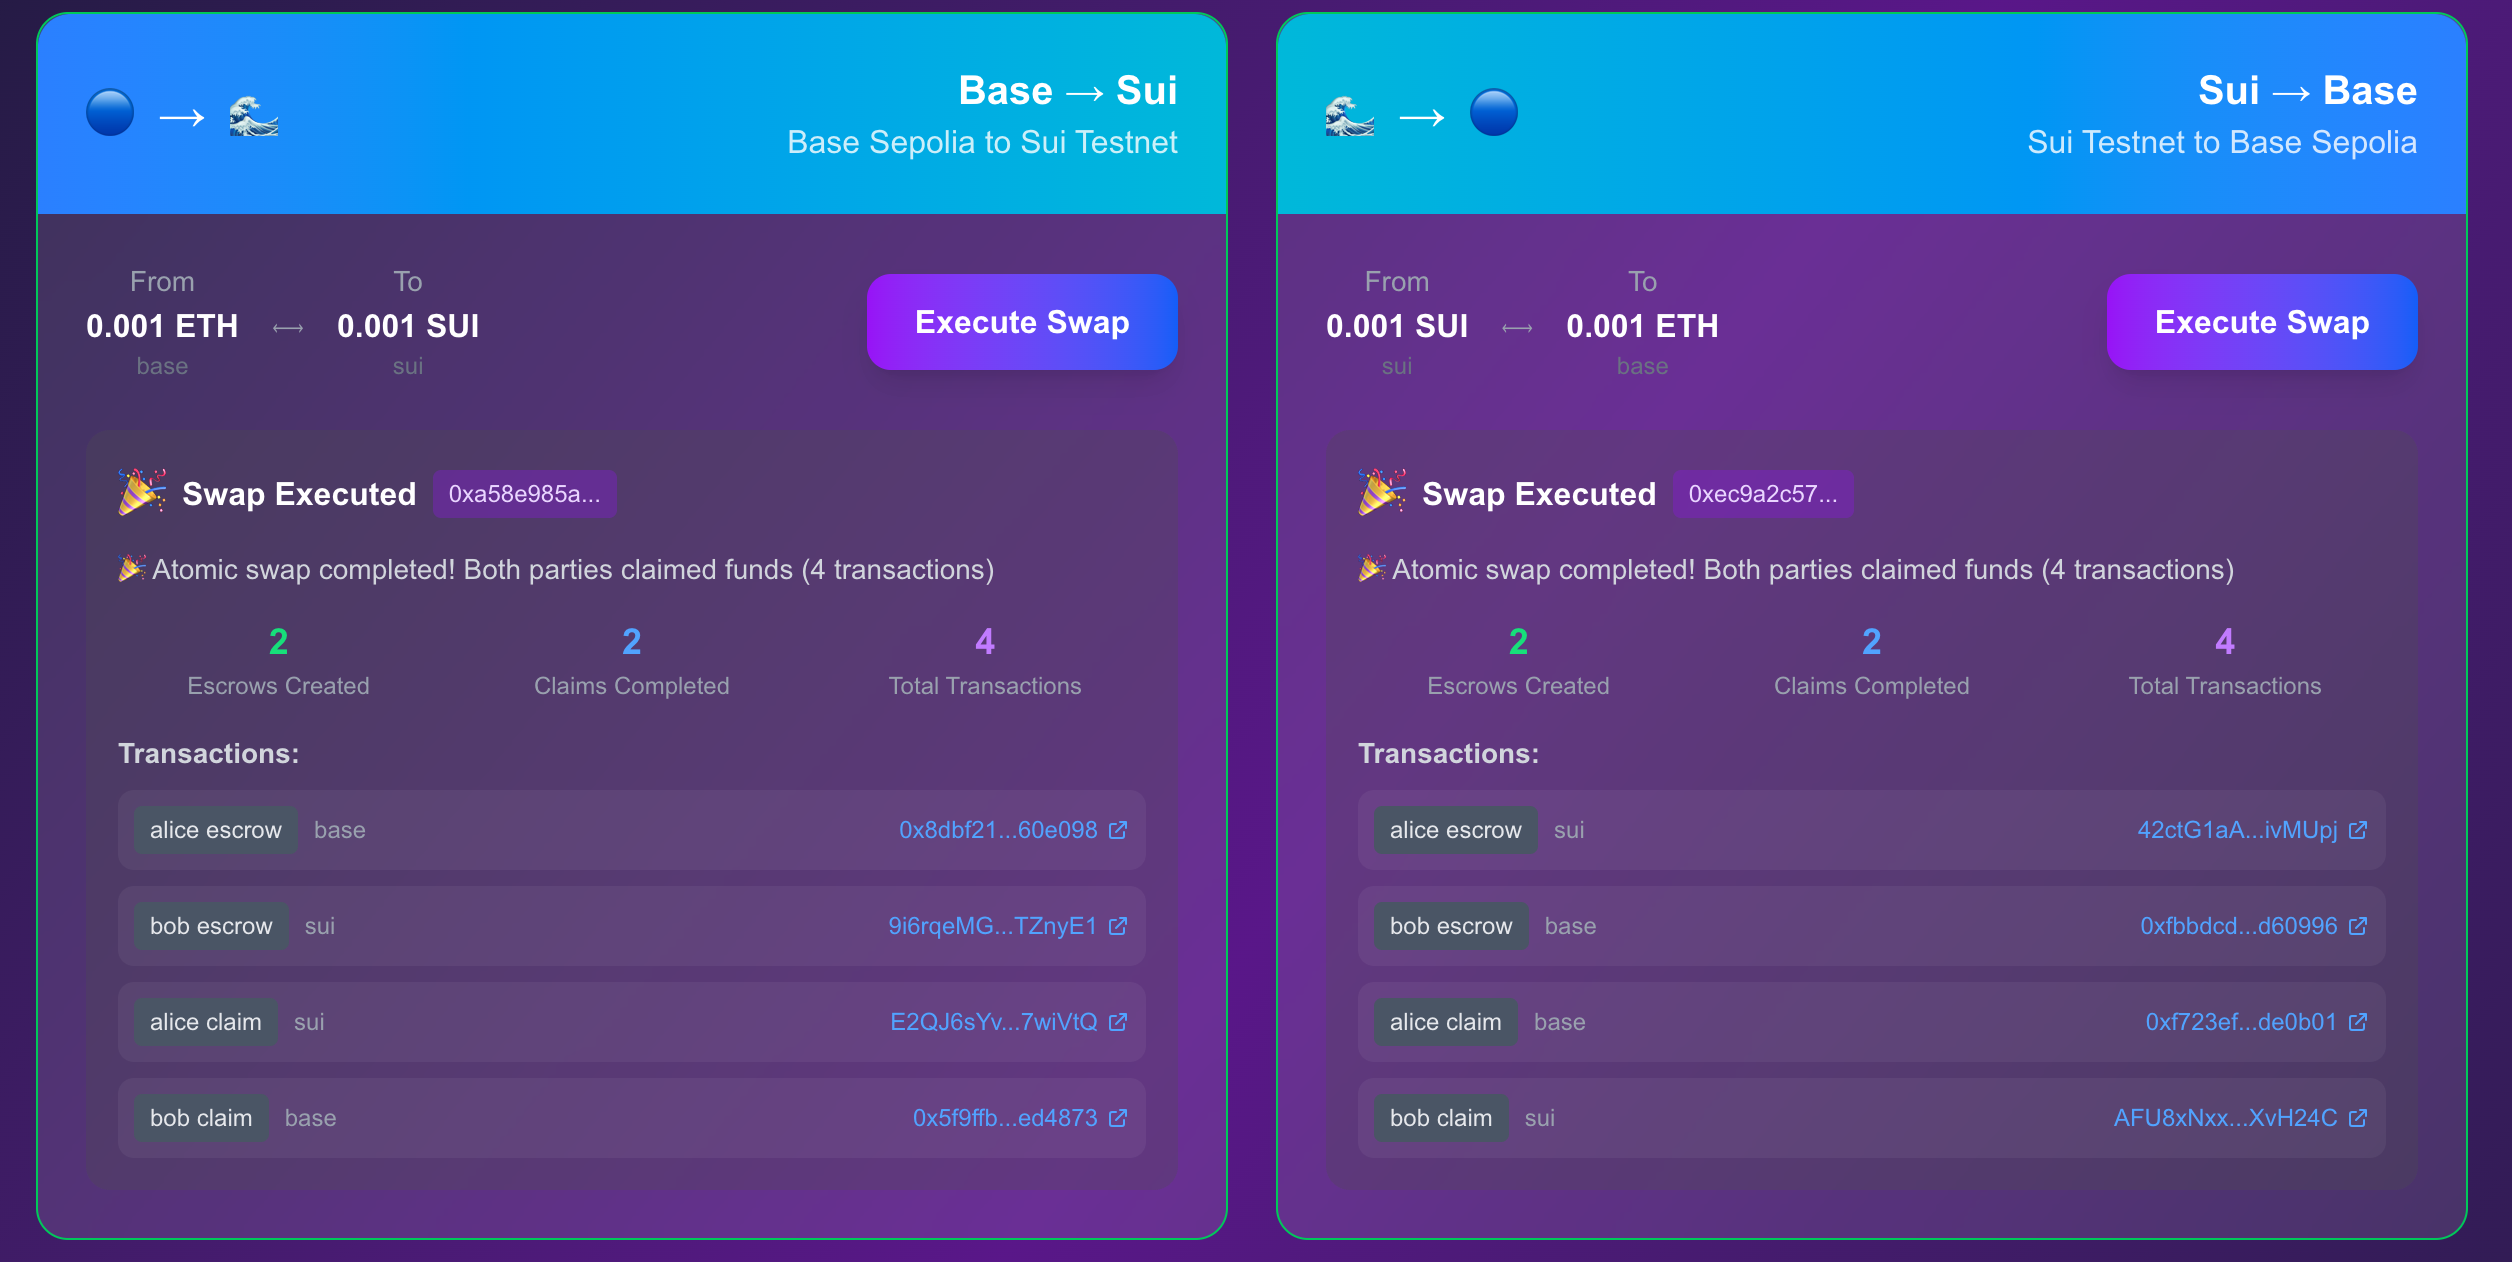 Base → Sui
Base Sepolia to Sui Testnet
From To
0.001 ETH ⟷ 0.001 SUI
base sui
Execute Swap
Swap Executed 0xa58e985a...
Atomic swap completed! Both parties claimed funds (4 transactions)
2 2 4
Escrows Created Claims Completed Total Transactions
Transactions:
alice escrow base 0x8dbf21...60e098
bob escrow sui 9i6rqeMG...TZnyE1
alice claim sui E2QJ6sYv...7wiVtQ
bob claim base 0x5f9ffb...ed4873
Sui → Base
Sui Testnet to Base Sepolia
From To
0.001 SUI ⟷ 0.001 ETH
sui base
Execute Swap
Swap Executed 0xec9a2c57...
Atomic swap completed! Both parties claimed funds (4 transactions)
2 2 4
Escrows Created Claims Completed Total Transactions
Transactions:
alice escrow sui 42ctG1aA...ivMUpj
bob escrow base 0xfbbdcd...d60996
alice claim base 0xf723ef...de0b01
bob claim sui AFU8xNxx...XvH24C